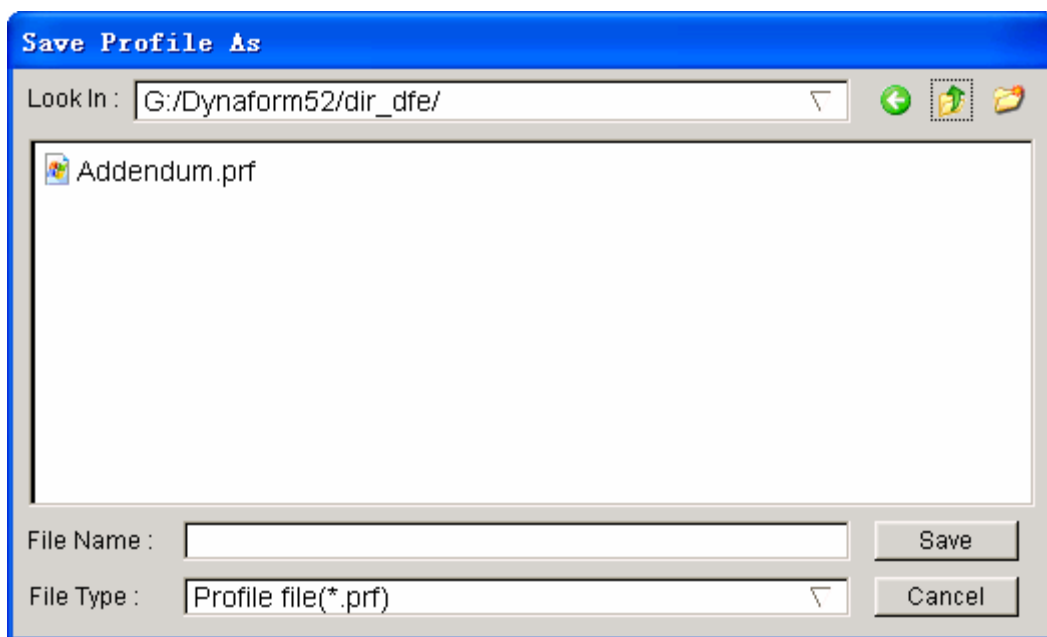 Save Profile As
Look In : G:/Dynaform52/dir_dfe/
Addendum.prf
File Name : Save
File Type : Profile file(*.prf) Cancel